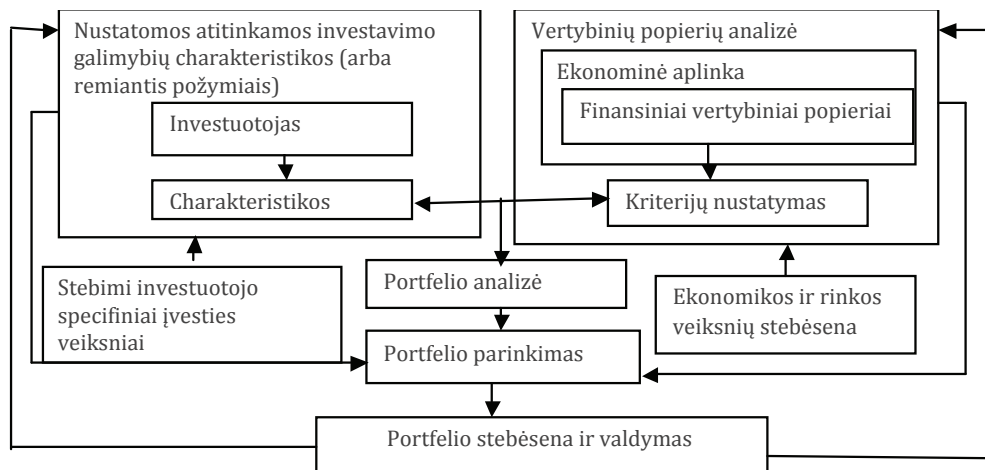 Nustatomos atitinkamos investavimo
galimybių charakteristikos (arba
remiantis požymiais)
Investuotojas
Charakteristikos
Vertybinių popierių analizė
Ekonominė aplinka
Finansiniai vertybiniai popieriai
Kriterijų nustatymas
Stebimi investuotojo
specifiniai įvesties
veiksniai
Portfelio analizė
Ekonomikos ir rinkos
veiksnių stebėsena
Portfelio parinkimas
Portfelio stebėsena ir valdymas